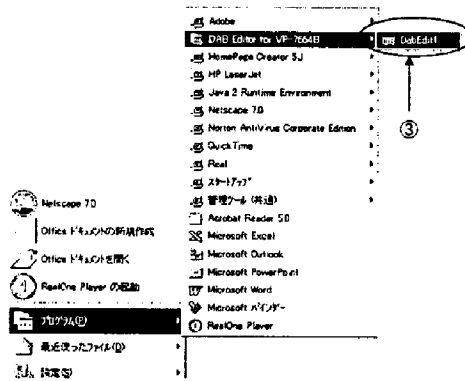 Adobe
DAB Editor for VP-7664B
DabEdit1
HomePage Creator SJ
HP LaserJet
Java 2 Runtime Environment
Netscape 7.0
Norton AntiVirus Corporate Edition
③
QuickTime
Real
スタートアップ
管理ツール (共通)
Acrobat Reader 5.0
Microsoft Excel
Microsoft Outlook
Microsoft PowerPoint
Microsoft Word
Microsoft バインダー
RealOne Player
Netscape 7.0
Office ドキュメントの新規作成
Office ドキュメントを開く
RealOne Player の起動
プログラム(P)
最近使ったファイル(D)
設定(S)